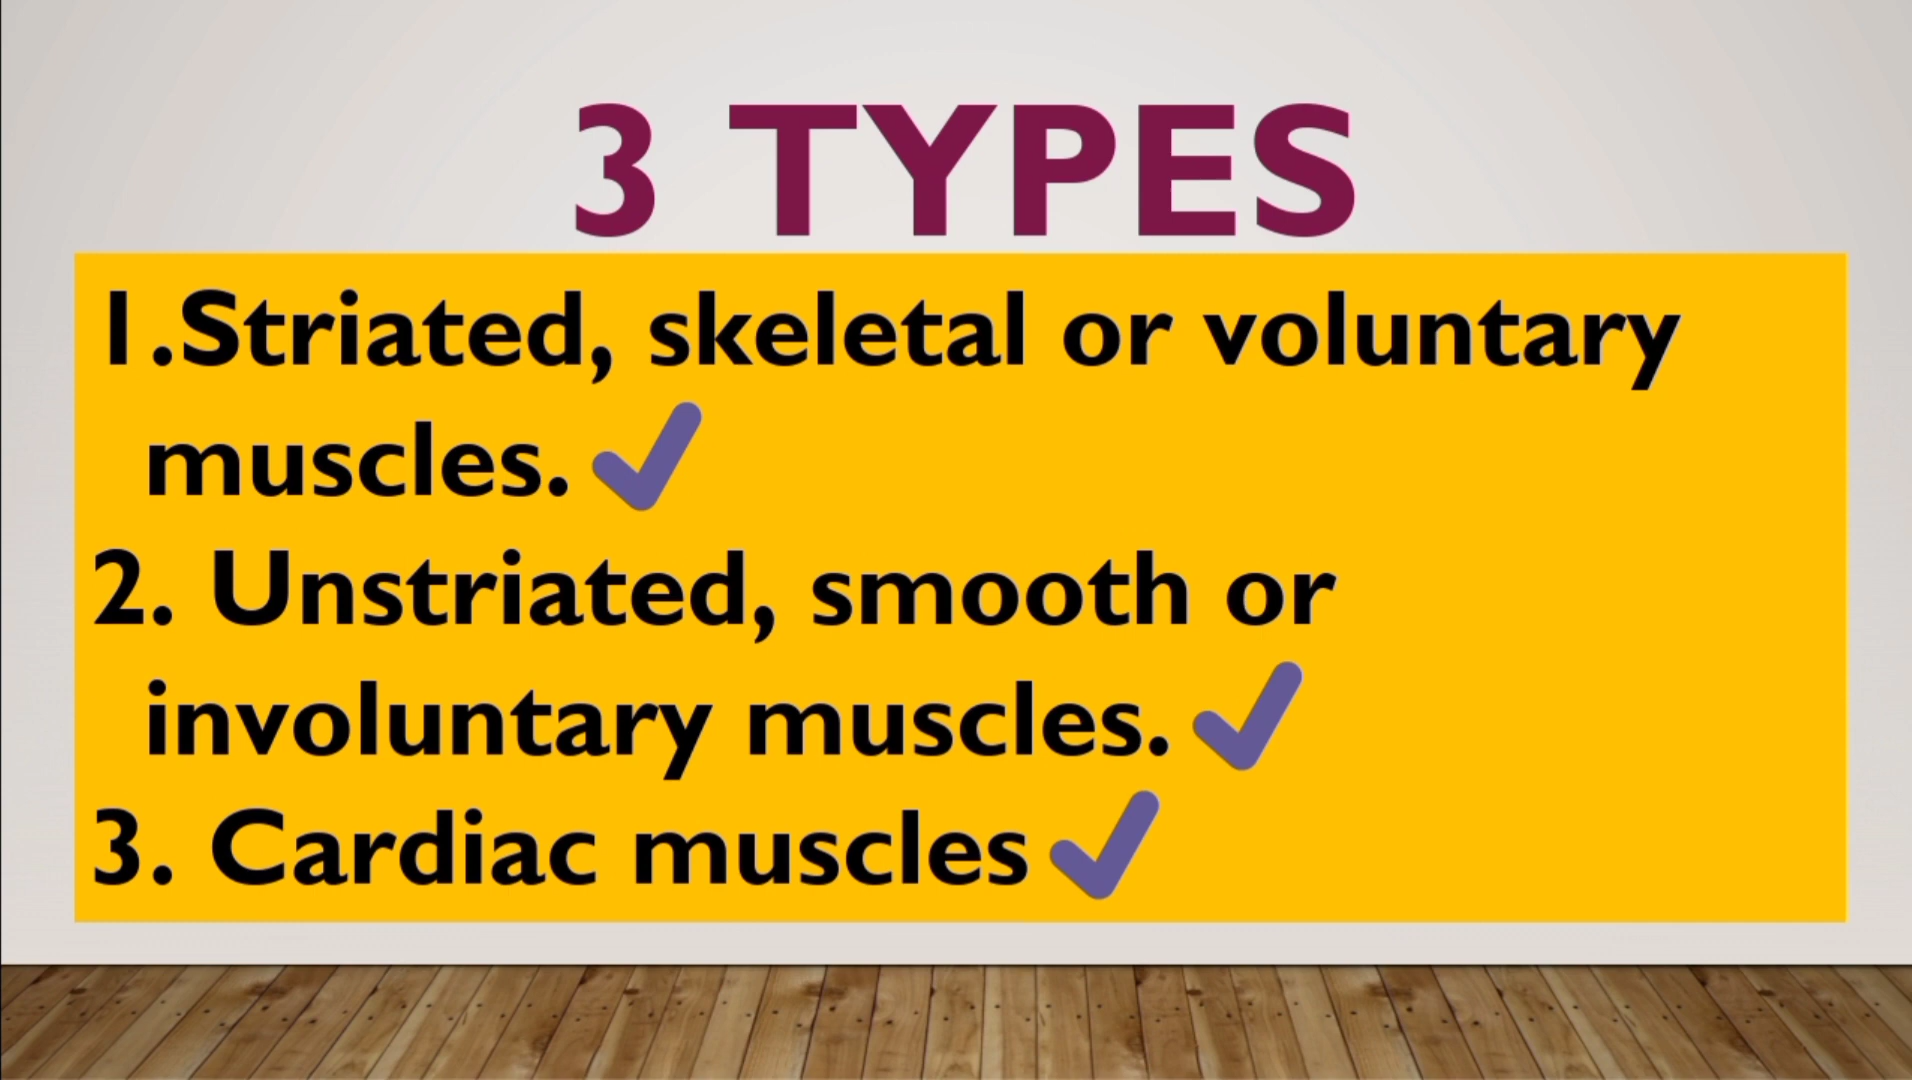 3 TYPES
1.Striated, skeletal or voluntary
muscles.
2. Unstriated, smooth or
involuntary muscles.
3. Cardiac muscles